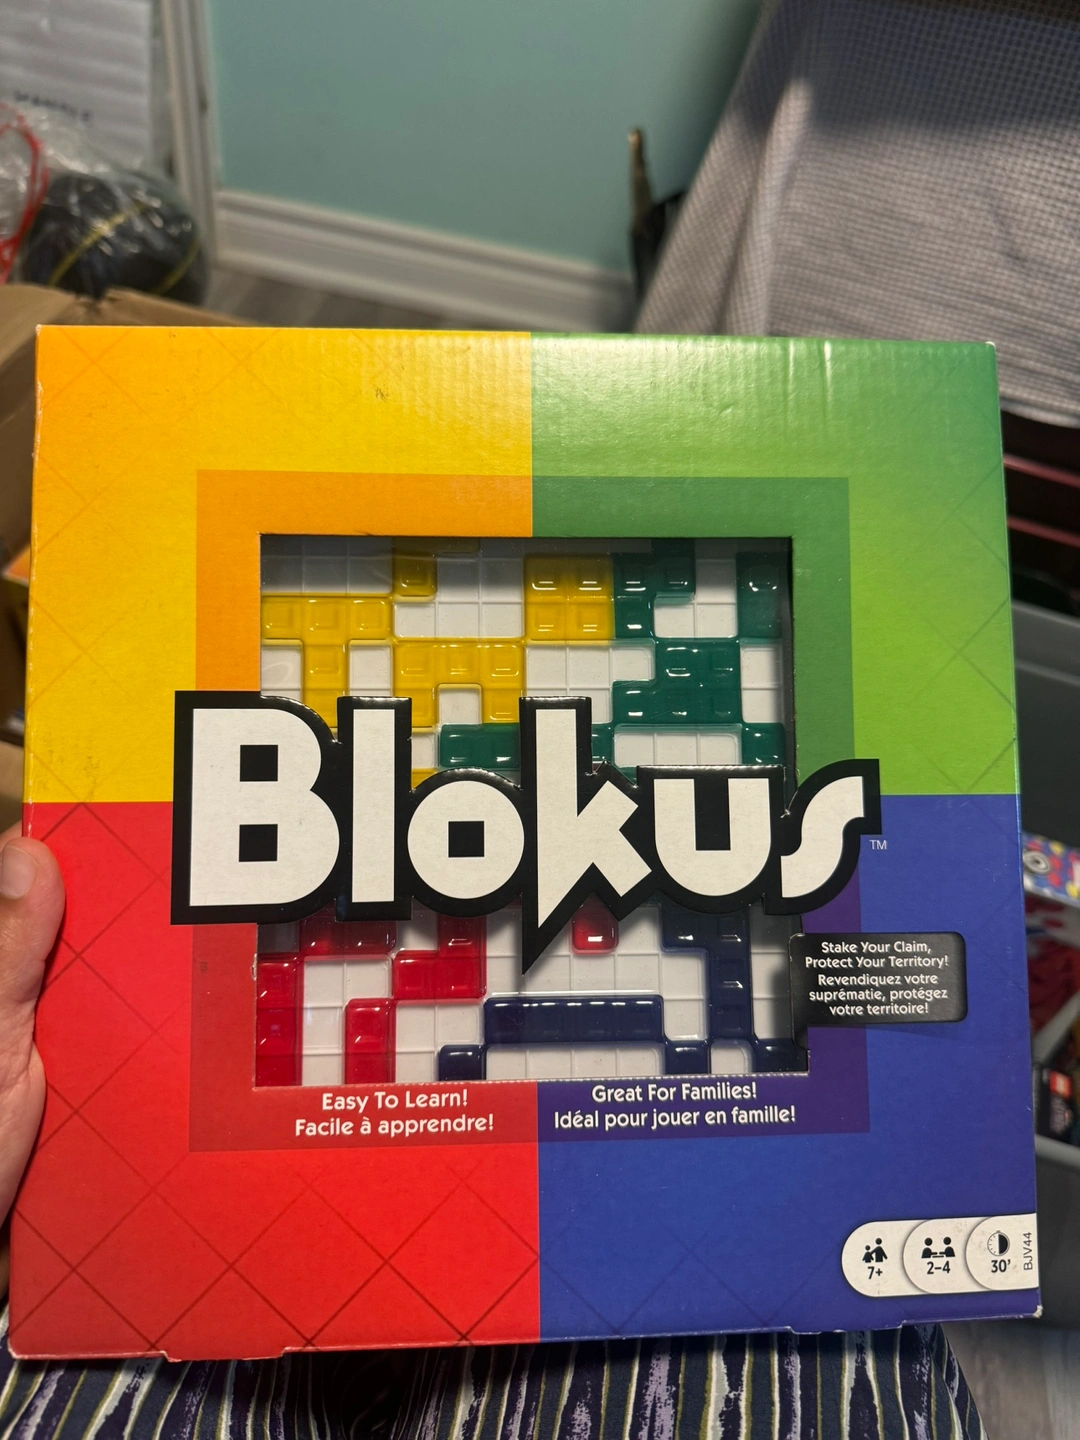 Blokus
TM
Stake Your Claim,
Protect Your Territory!
Revendiquez votre
suprématie, protégez
votre territoire!
Easy To Learn!
Facile à apprendre!
Great For Families!
Idéal pour jouer en famille!
7+
2–4
30'
BJV44